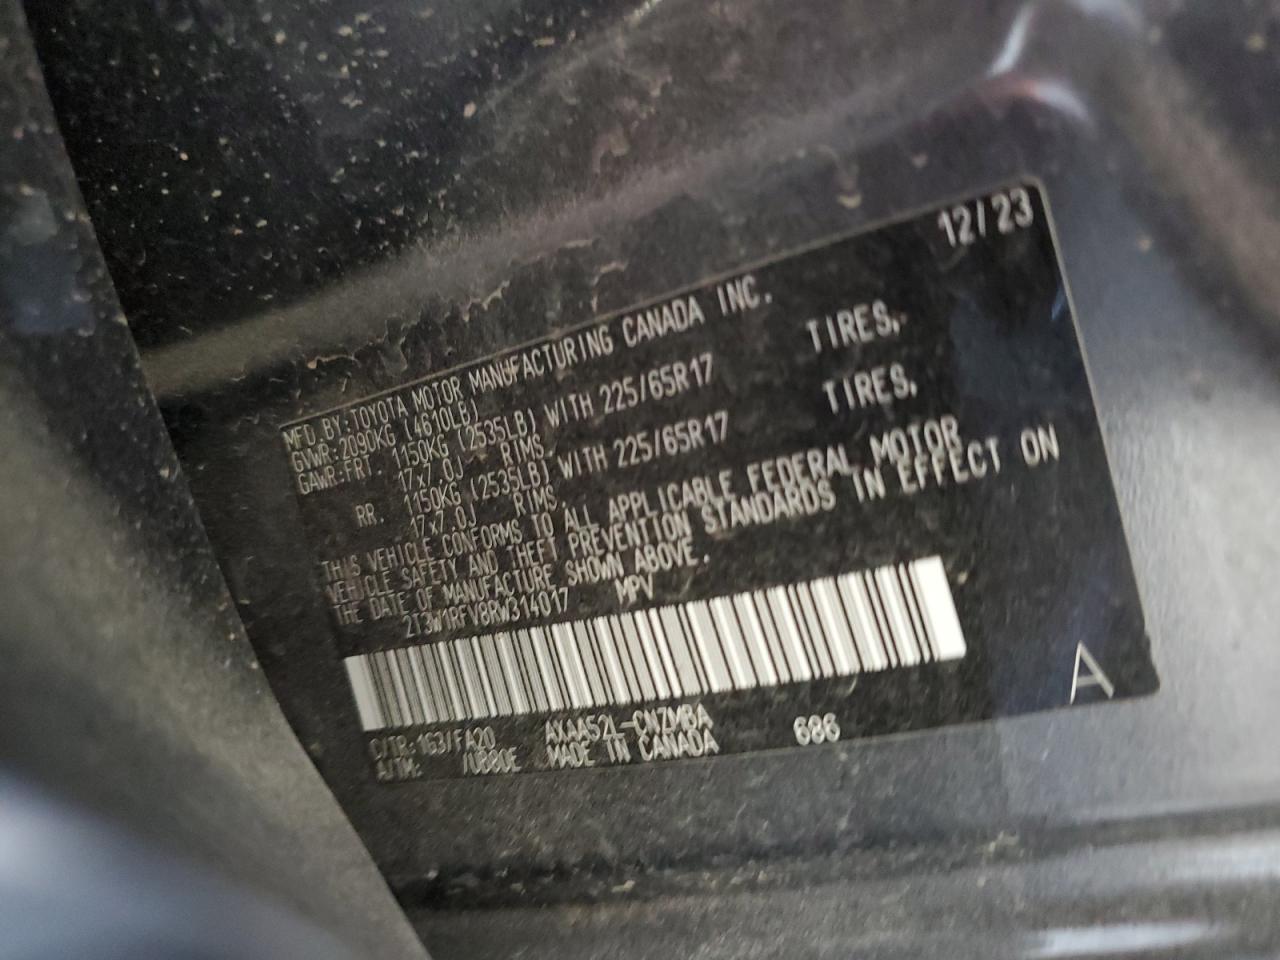 12/23
MFD. BY: TOYOTA MOTOR MANUFACTURING CANADA INC.
GVWR: 2090KG (4610LB)
GAWR: FRT. 1150KG (2535LB) WITH 225/65R17 TIRES,
17x7.0J RIMS.
RR. 1150KG (2535LB) WITH 225/65R17 TIRES,
17x7.0J RIMS.
THIS VEHICLE CONFORMS TO ALL APPLICABLE FEDERAL MOTOR
VEHICLE SAFETY AND THEFT PREVENTION STANDARDS IN EFFECT ON
THE DATE OF MANUFACTURE SHOWN ABOVE.
2T3W1RFV8RW314017 MPV
C/TR: 1G3/FA20 AXAA52L-CNZMBA 686
A/TM: /UB80E MADE IN CANADA
A